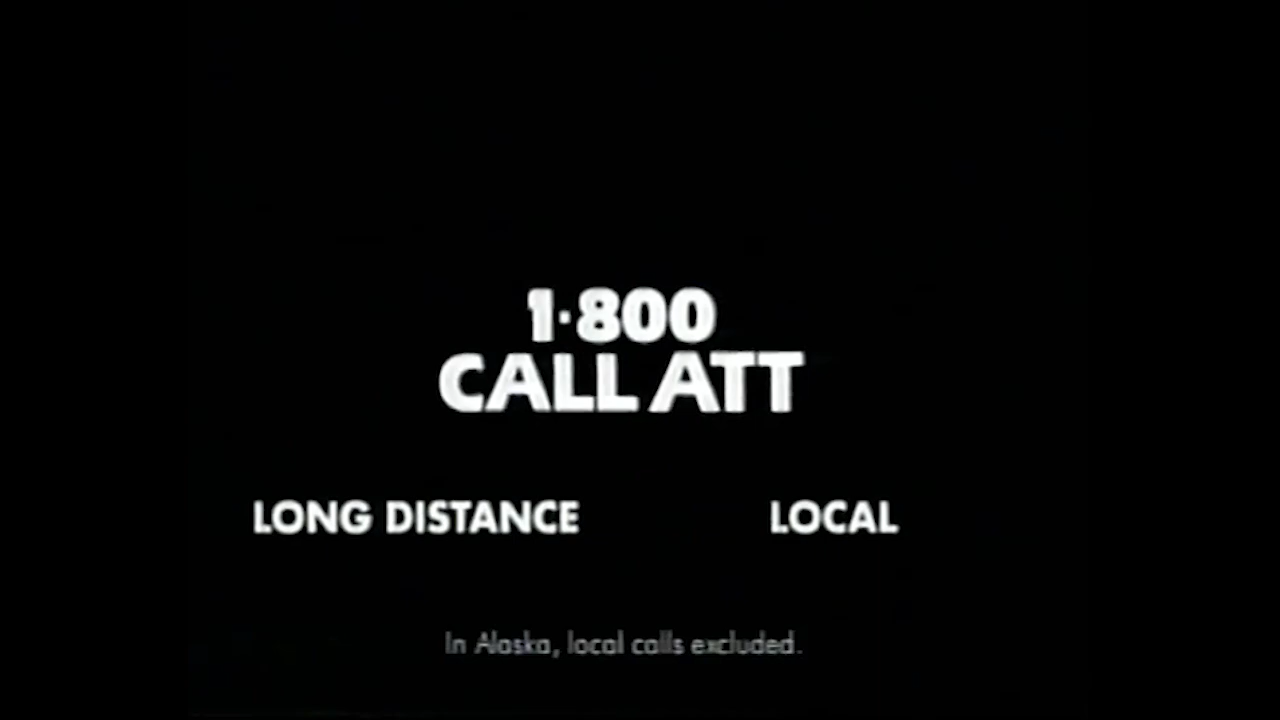 1·800
CALL ATT
LONG DISTANCE LOCAL
In Alaska, local calls excluded.